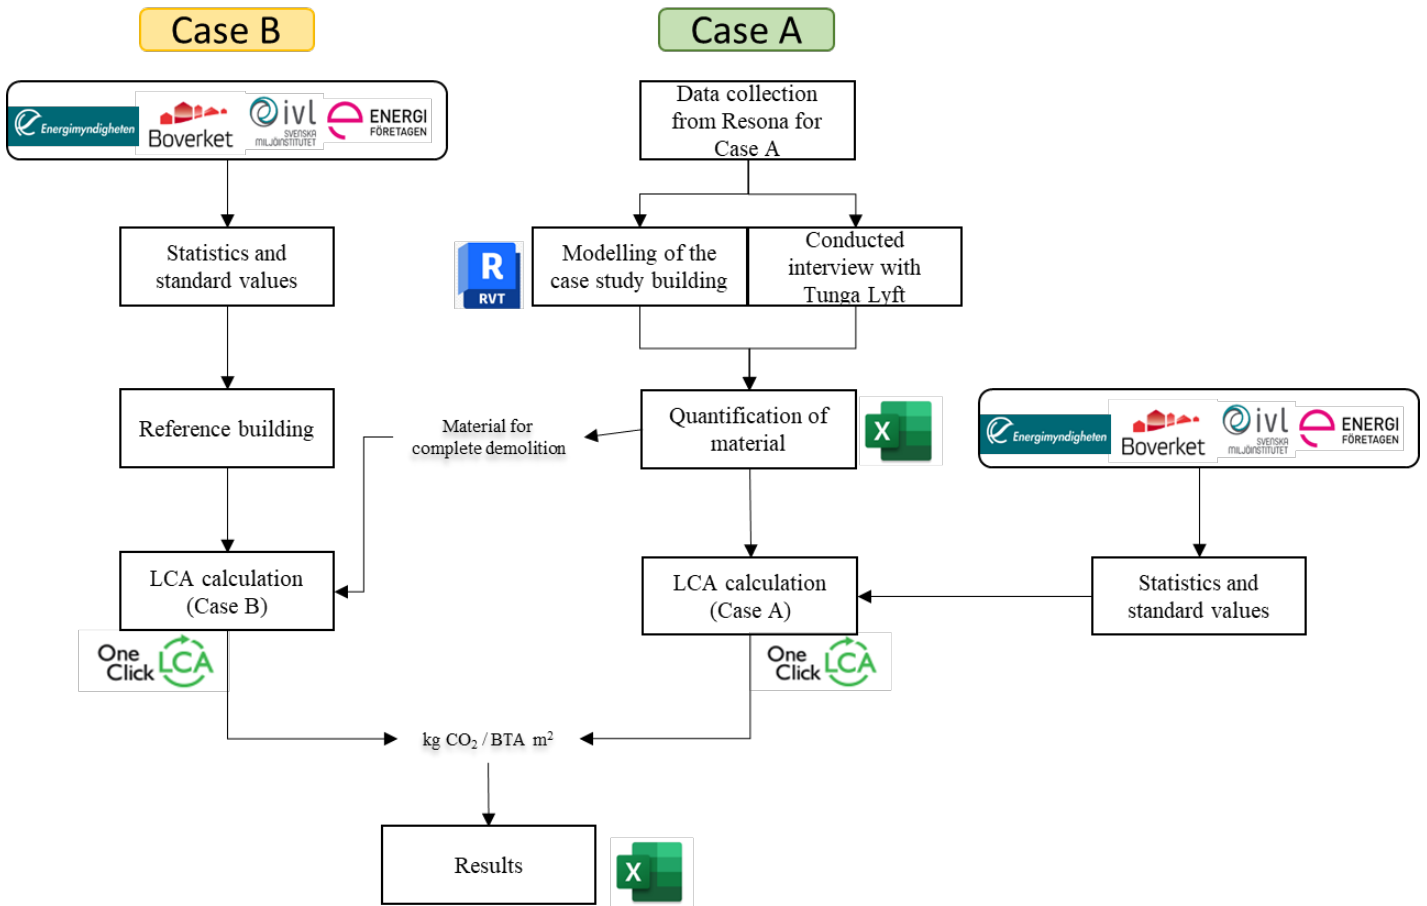 Case B
Case A
Energimyndigheten
Boverket
ivl
SVENSKA
MILJÖINSTITUTET
ENERGI
FÖRETAGEN
Data collection
from Resona for
Case A
Statistics and
standard values
R
RVT
Modelling of the
case study building
Conducted
interview with
Tunga Lyft
Reference building
Material for
complete demolition
Quantification of
material
X
Energimyndigheten
Boverket
ivl
SVENSKA
MILJÖINSTITUTET
ENERGI
FÖRETAGEN
LCA calculation
(Case B)
LCA calculation
(Case A)
Statistics and
standard values
One
Click LCA
One
Click LCA
kg CO₂ / BTA m²
Results
X